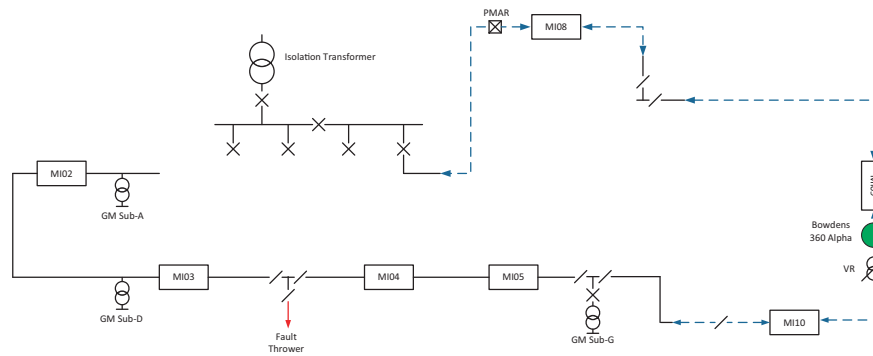 PMAR
MI08
Isolation Transformer
MI02
GM Sub-A
Bowdens
360 Alpha
VR
MI03
MI04
MI05
GM Sub-D
Fault
Thrower
GM Sub-G
MI10